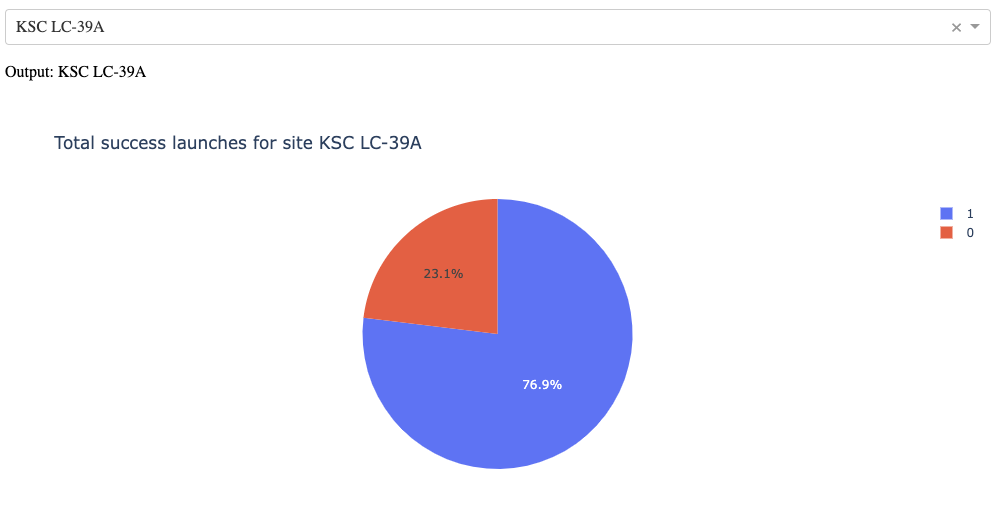 KSC LC-39A
Output: KSC LC-39A
Total success launches for site KSC LC-39A
1
0
23.1%
76.9%